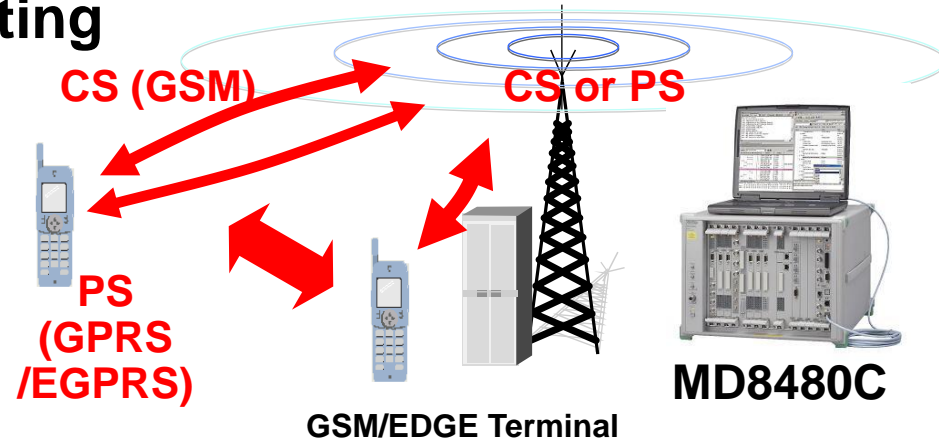 ting
CS (GSM)
CS or PS
PS
(GPRS
/EGPRS)
MD8480C
GSM/EDGE Terminal